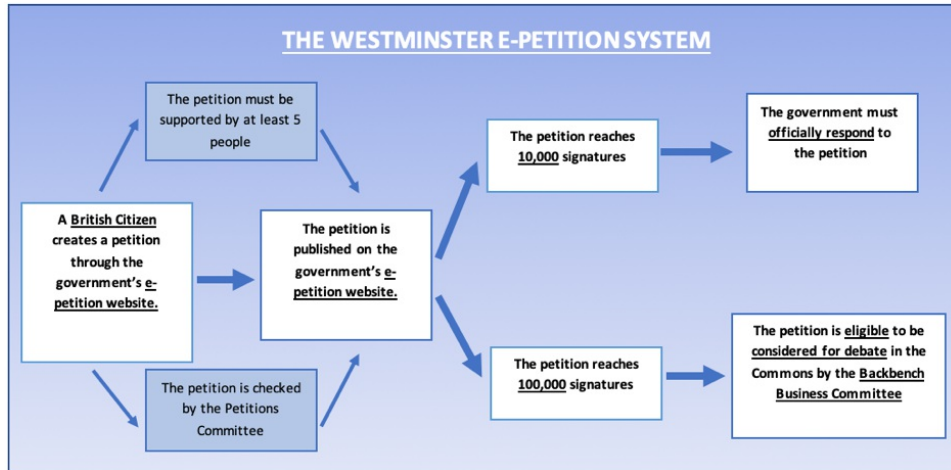 THE WESTMINSTER E-PETITION SYSTEM
The petition must be
supported by at least 5
people
A British Citizen
creates a petition
through the
government's e-
petition website.
The petition is checked
by the Petitions
Committee
The petition is
published on the
government's e-
petition website.
The petition reaches
10,000 signatures
The government must
officially respond to
the petition
The petition reaches
100,000 signatures
The petition is eligible to be
considered for debate in the
Commons by the Backbench
Business Committee